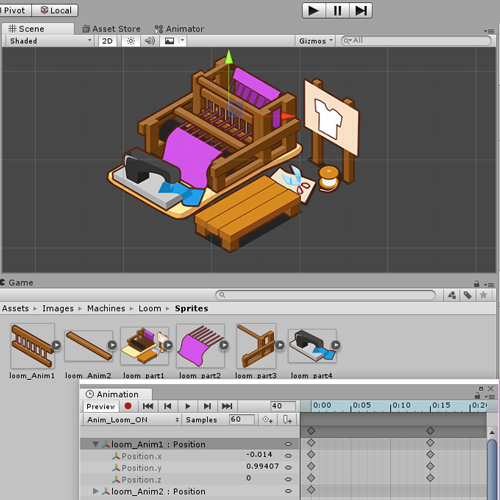 Pivot Local
Scene Asset Store Animator
Shaded 2D Gizmos All
Game
Assets Images Machines Loom Sprites
loom_Anim1 loom_Anim2 loom_part1 loom_part2 loom_part3 loom_part4
Animation
Preview 40 0:00 0:05 0:10 0:15 0:20
Anim_Loom_ON Samples 60
loom_Anim1 : Position
Position.x -0.014
Position.y 0.99407
Position.z 0
loom_Anim2 : Position